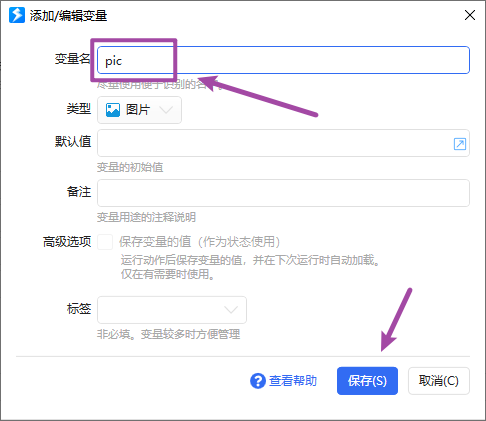 添加/编辑变量
变量名 pic
尽量使用便于识别的名
类型 图片
默认值
变量的初始值
备注
变量用途的注释说明
高级选项 保存变量的值（作为状态使用）
运行动作后保存变量的值，并在下次运行时自动加载。
仅在有需要时使用。
标签
非必填。变量较多时方便管理
查看帮助 保存(S) 取消(C)